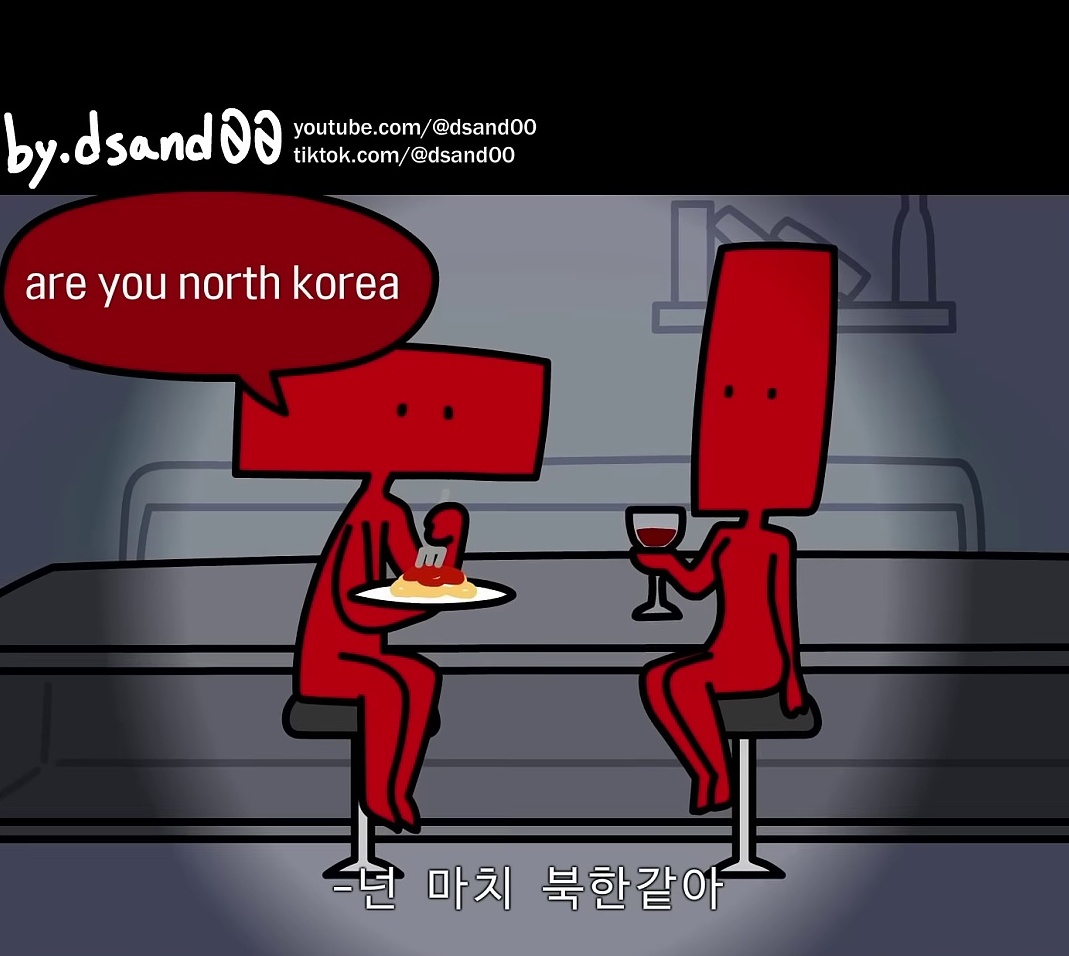 by.dsand00
youtube.com/@dsand00
tiktok.com/@dsand00
are you north korea
-넌 마치 북한같아